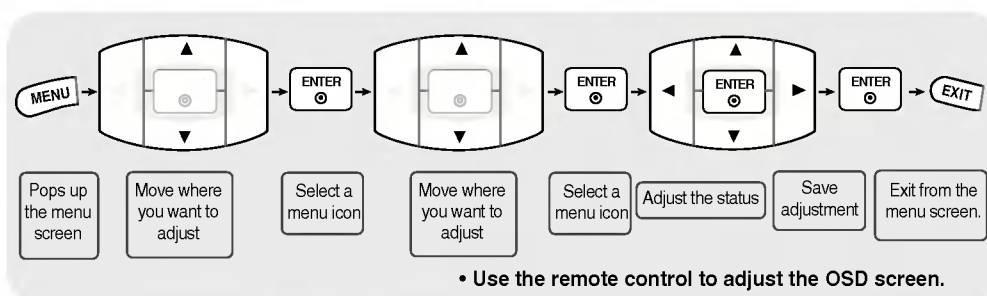 MENU
ENTER
ENTER
ENTER
ENTER
EXIT
Pops up
the menu
screen
Move where
you want to
adjust
Select a
menu icon
Move where
you want to
adjust
Select a
menu icon
Adjust the status
Save
adjustment
Exit from the
menu screen.
• Use the remote control to adjust the OSD screen.